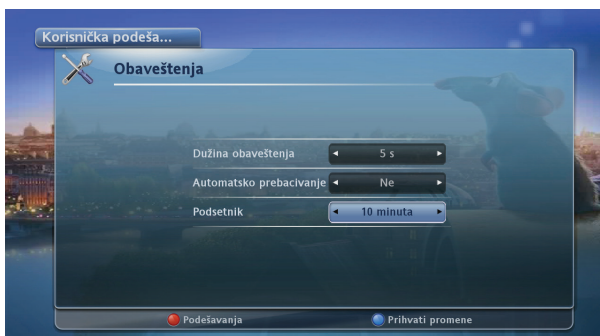 Korisnička podeša...
Obaveštenja
Dužina obaveštenja 5 s
Automatsko prebacivanje Ne
Podsetnik 10 minuta
Podešavanja Prihvati promene